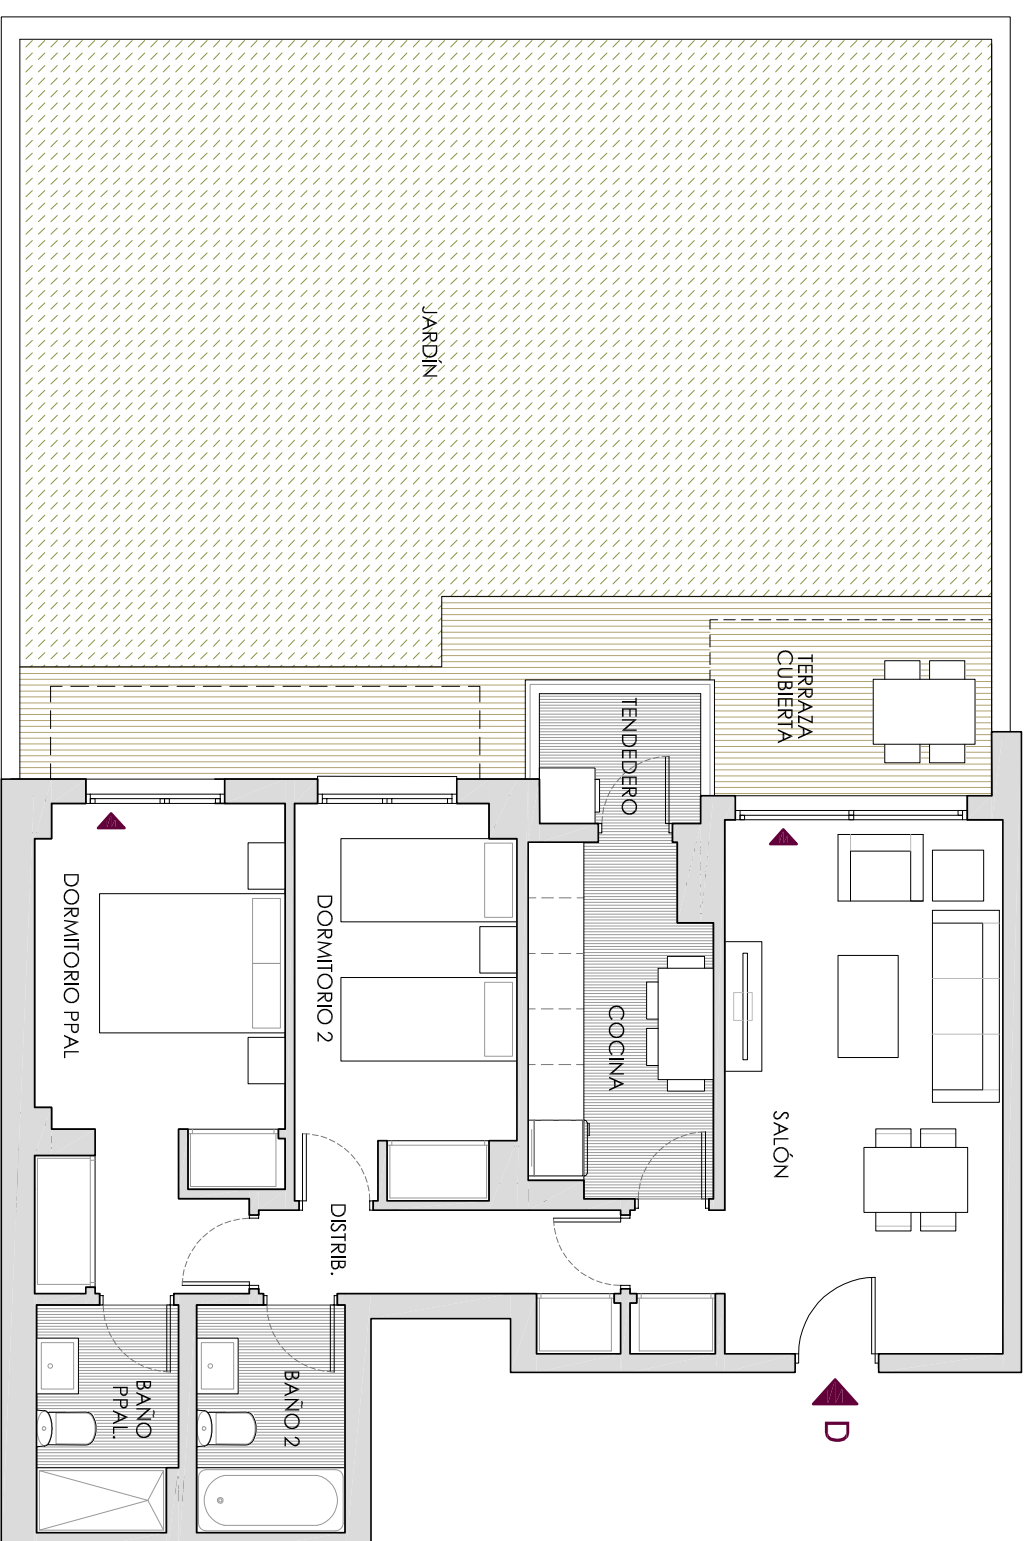 JARDÍN
TERRAZA
CUBIERTA
TENDEDERO
DORMITORIO PPAL
DORMITORIO 2
COCINA
SALÓN
DISTRIB.
BAÑO
PPAL.
BAÑO 2
D